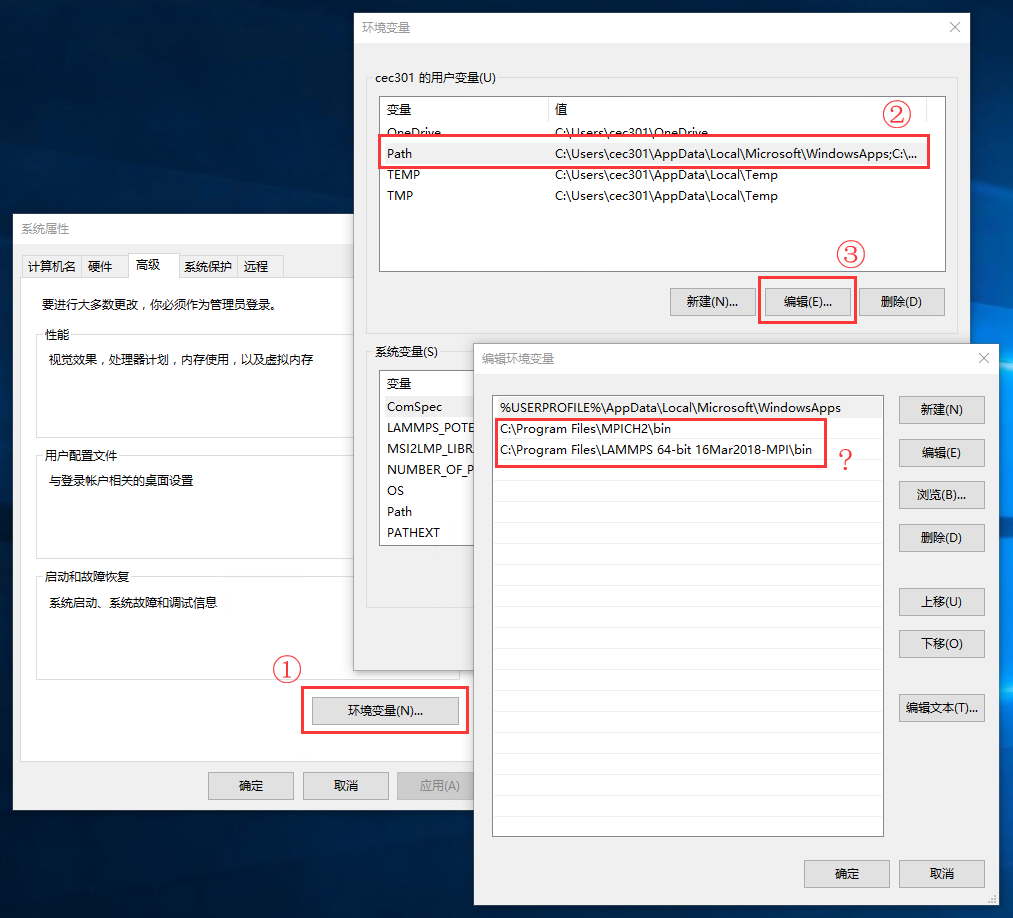 环境变量
cec301 的用户变量(U)
变量 值
②
OneDrive C:\Users\cec301\OneDrive
Path C:\Users\cec301\AppData\Local\Microsoft\WindowsApps;C:\...
TEMP C:\Users\cec301\AppData\Local\Temp
TMP C:\Users\cec301\AppData\Local\Temp
③
新建(N)... 编辑(E)... 删除(D)
系统变量(S)
变量
ComSpec
LAMMPS_POTE
MSI2LMP_LIBR
NUMBER_OF_P
OS
Path
PATHEXT
系统属性
计算机名 硬件 高级 系统保护 远程
要进行大多数更改，你必须作为管理员登录。
性能
视觉效果，处理器计划，内存使用，以及虚拟内存
用户配置文件
与登录帐户相关的桌面设置
启动和故障恢复
系统启动、系统故障和调试信息
①
环境变量(N)...
确定 取消 应用(A)
编辑环境变量
%USERPROFILE%\AppData\Local\Microsoft\WindowsApps
C:\Program Files\MPICH2\bin
C:\Program Files\LAMMPS 64-bit 16Mar2018-MPI\bin
？
新建(N)
编辑(E)
浏览(B)...
删除(D)
上移(U)
下移(O)
编辑文本(T)...
确定 取消